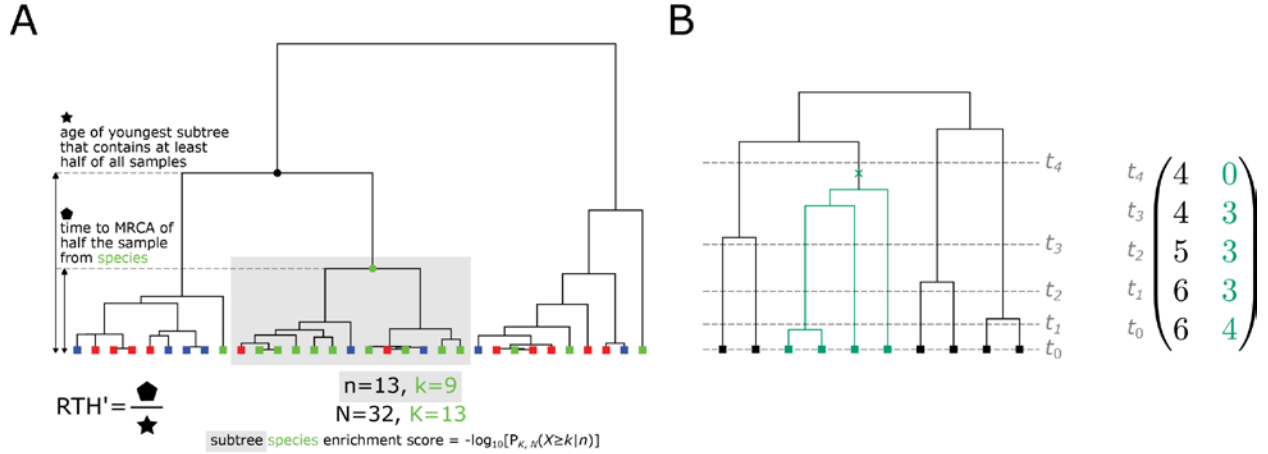 A
★
age of youngest subtree
that contains at least
half of all samples
⬟
time to MRCA of
half the sample
from species
n=13, k=9
N=32, K=13
RTH'=⬟/★
subtree species enrichment score = -log₁₀[P_K, N(X≥k|n)]
B
t₄
t₃
t₂
t₁
t₀
t₄ 4 0
t₃ 4 3
t₂ 5 3
t₁ 6 3
t₀ 6 4